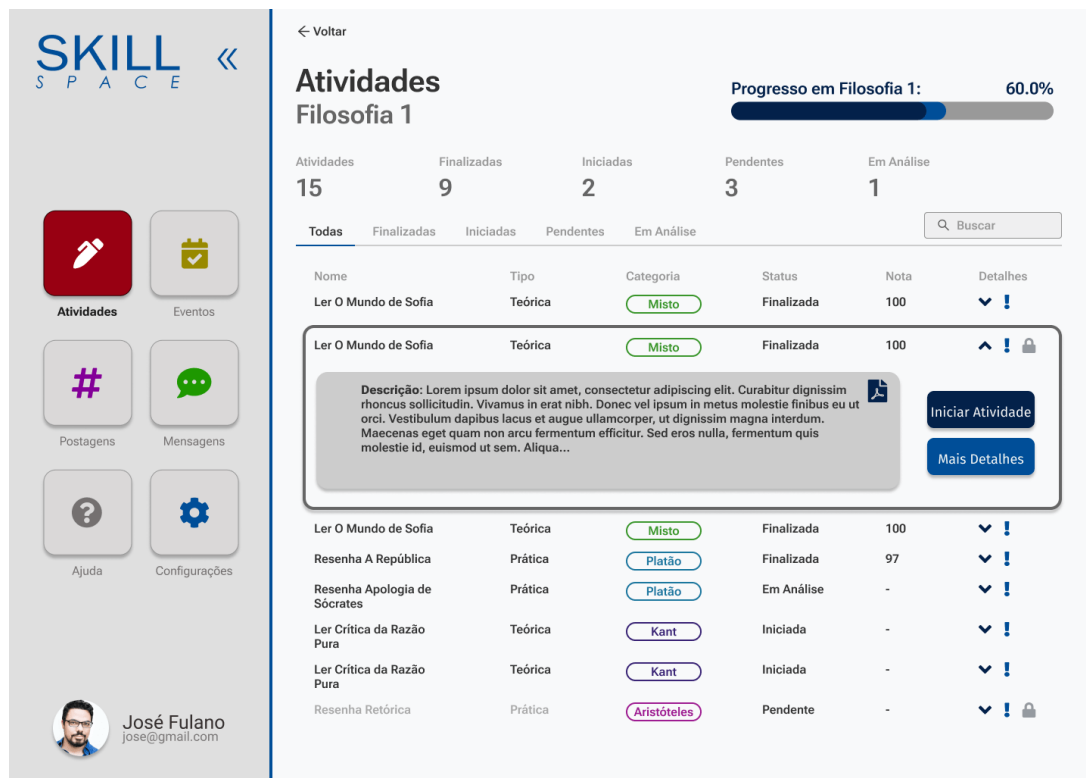 SKILL
SPACE
Atividades
Eventos
Postagens
Mensagens
Ajuda
Configurações
José Fulano
jose@gmail.com
Voltar
Atividades
Filosofia 1
Progresso em Filosofia 1: 60.0%
Atividades Finalizadas Iniciadas Pendentes Em Análise
15 9 2 3 1
Todas Finalizadas Iniciadas Pendentes Em Análise Buscar
Nome Tipo Categoria Status Nota Detalhes
Ler O Mundo de Sofia Teórica Misto Finalizada 100
Ler O Mundo de Sofia Teórica Misto Finalizada 100
Descrição: Lorem ipsum dolor sit amet, consectetur adipiscing elit. Curabitur dignissim
rhoncus sollicitudin. Vivamus in erat nibh. Donec vel ipsum in metus molestie finibus eu ut
orci. Vestibulum dapibus lacus et augue ullamcorper, ut dignissim magna interdum.
Maecenas eget quam non arcu fermentum efficitur. Sed eros nulla, fermentum quis
molestie id, euismod ut sem. Aliqua...
Iniciar Atividade
Mais Detalhes
Ler O Mundo de Sofia Teórica Misto Finalizada 100
Resenha A República Prática Platão Finalizada 97
Resenha Apologia de Prática Platão Em Análise -
Sócrates
Ler Crítica da Razão Teórica Kant Iniciada -
Pura
Ler Crítica da Razão Teórica Kant Iniciada -
Pura
Resenha Retórica Prática Aristóteles Pendente -